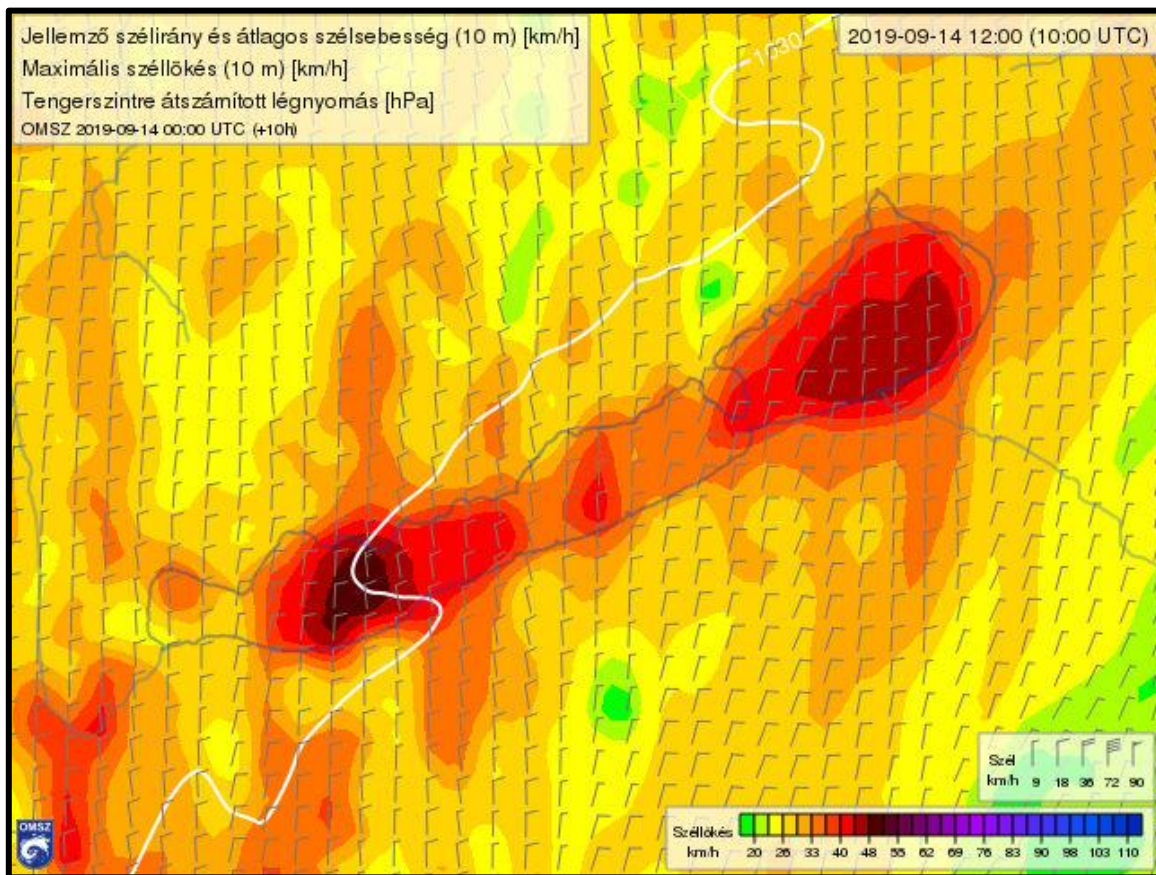 Jellemző szélirány és átlagos szélsebesség (10 m) [km/h]
Maximális széllökés (10 m) [km/h]
Tengerszintre átszámított légnyomás [hPa]
OMSZ 2019-09-14 00:00 UTC (+10h)
2019-09-14 12:00 (10:00 UTC)
1030
Szél
km/h 9 18 36 72 90
Széllökés
km/h 20 26 33 40 48 55 62 69 76 83 90 98 103 110
OMSZ